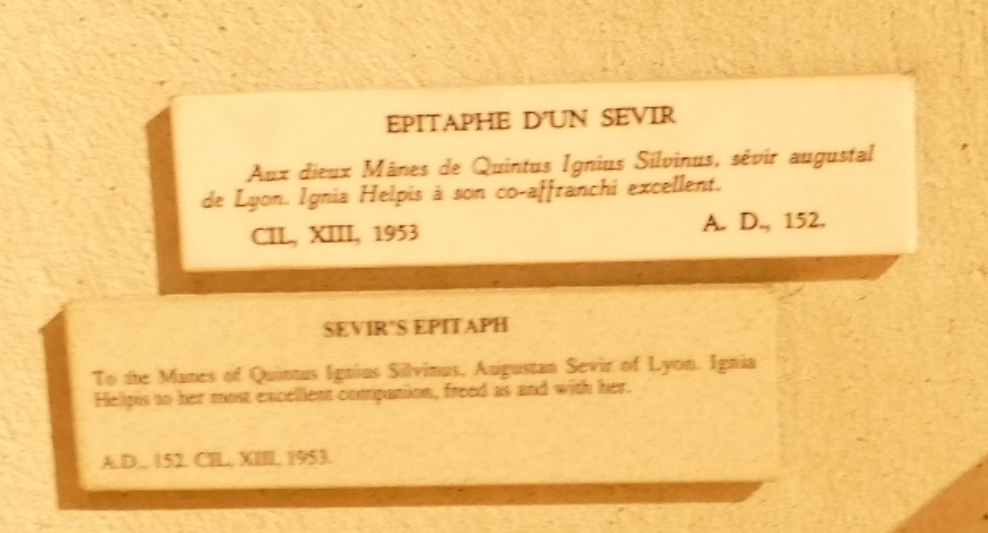 EPITAPHE D'UN SEVIR
Aux dieux Mânes de Quintus Ignius Silvinus, sévir augustal
de Lyon. Ignia Helpis à son co-affranchi excellent.
CIL, XIII, 1953 A. D., 152.
SEVIR'S EPITAPH
To the Manes of Quintus Ignius Silvinus, Augustan Sevir of Lyon. Ignia
Helpis to her most excellent companion, freed as and with her.
A.D., 152. CIL, XIII, 1953.